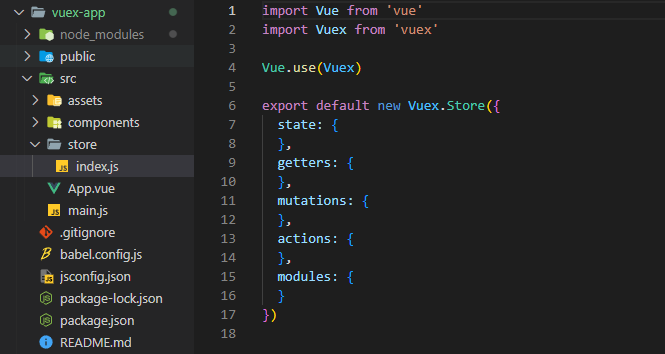 vuex-app
node_modules
public
src
assets
components
store
JS index.js
App.vue
JS main.js
.gitignore
babel.config.js
jsconfig.json
package-lock.json
package.json
README.md
1 import Vue from 'vue'
2 import Vuex from 'vuex'
3
4 Vue.use(Vuex)
5
6 export default new Vuex.Store({
7   state: {
8   },
9   getters: {
10   },
11   mutations: {
12   },
13   actions: {
14   },
15   modules: {
16   }
17 })
18